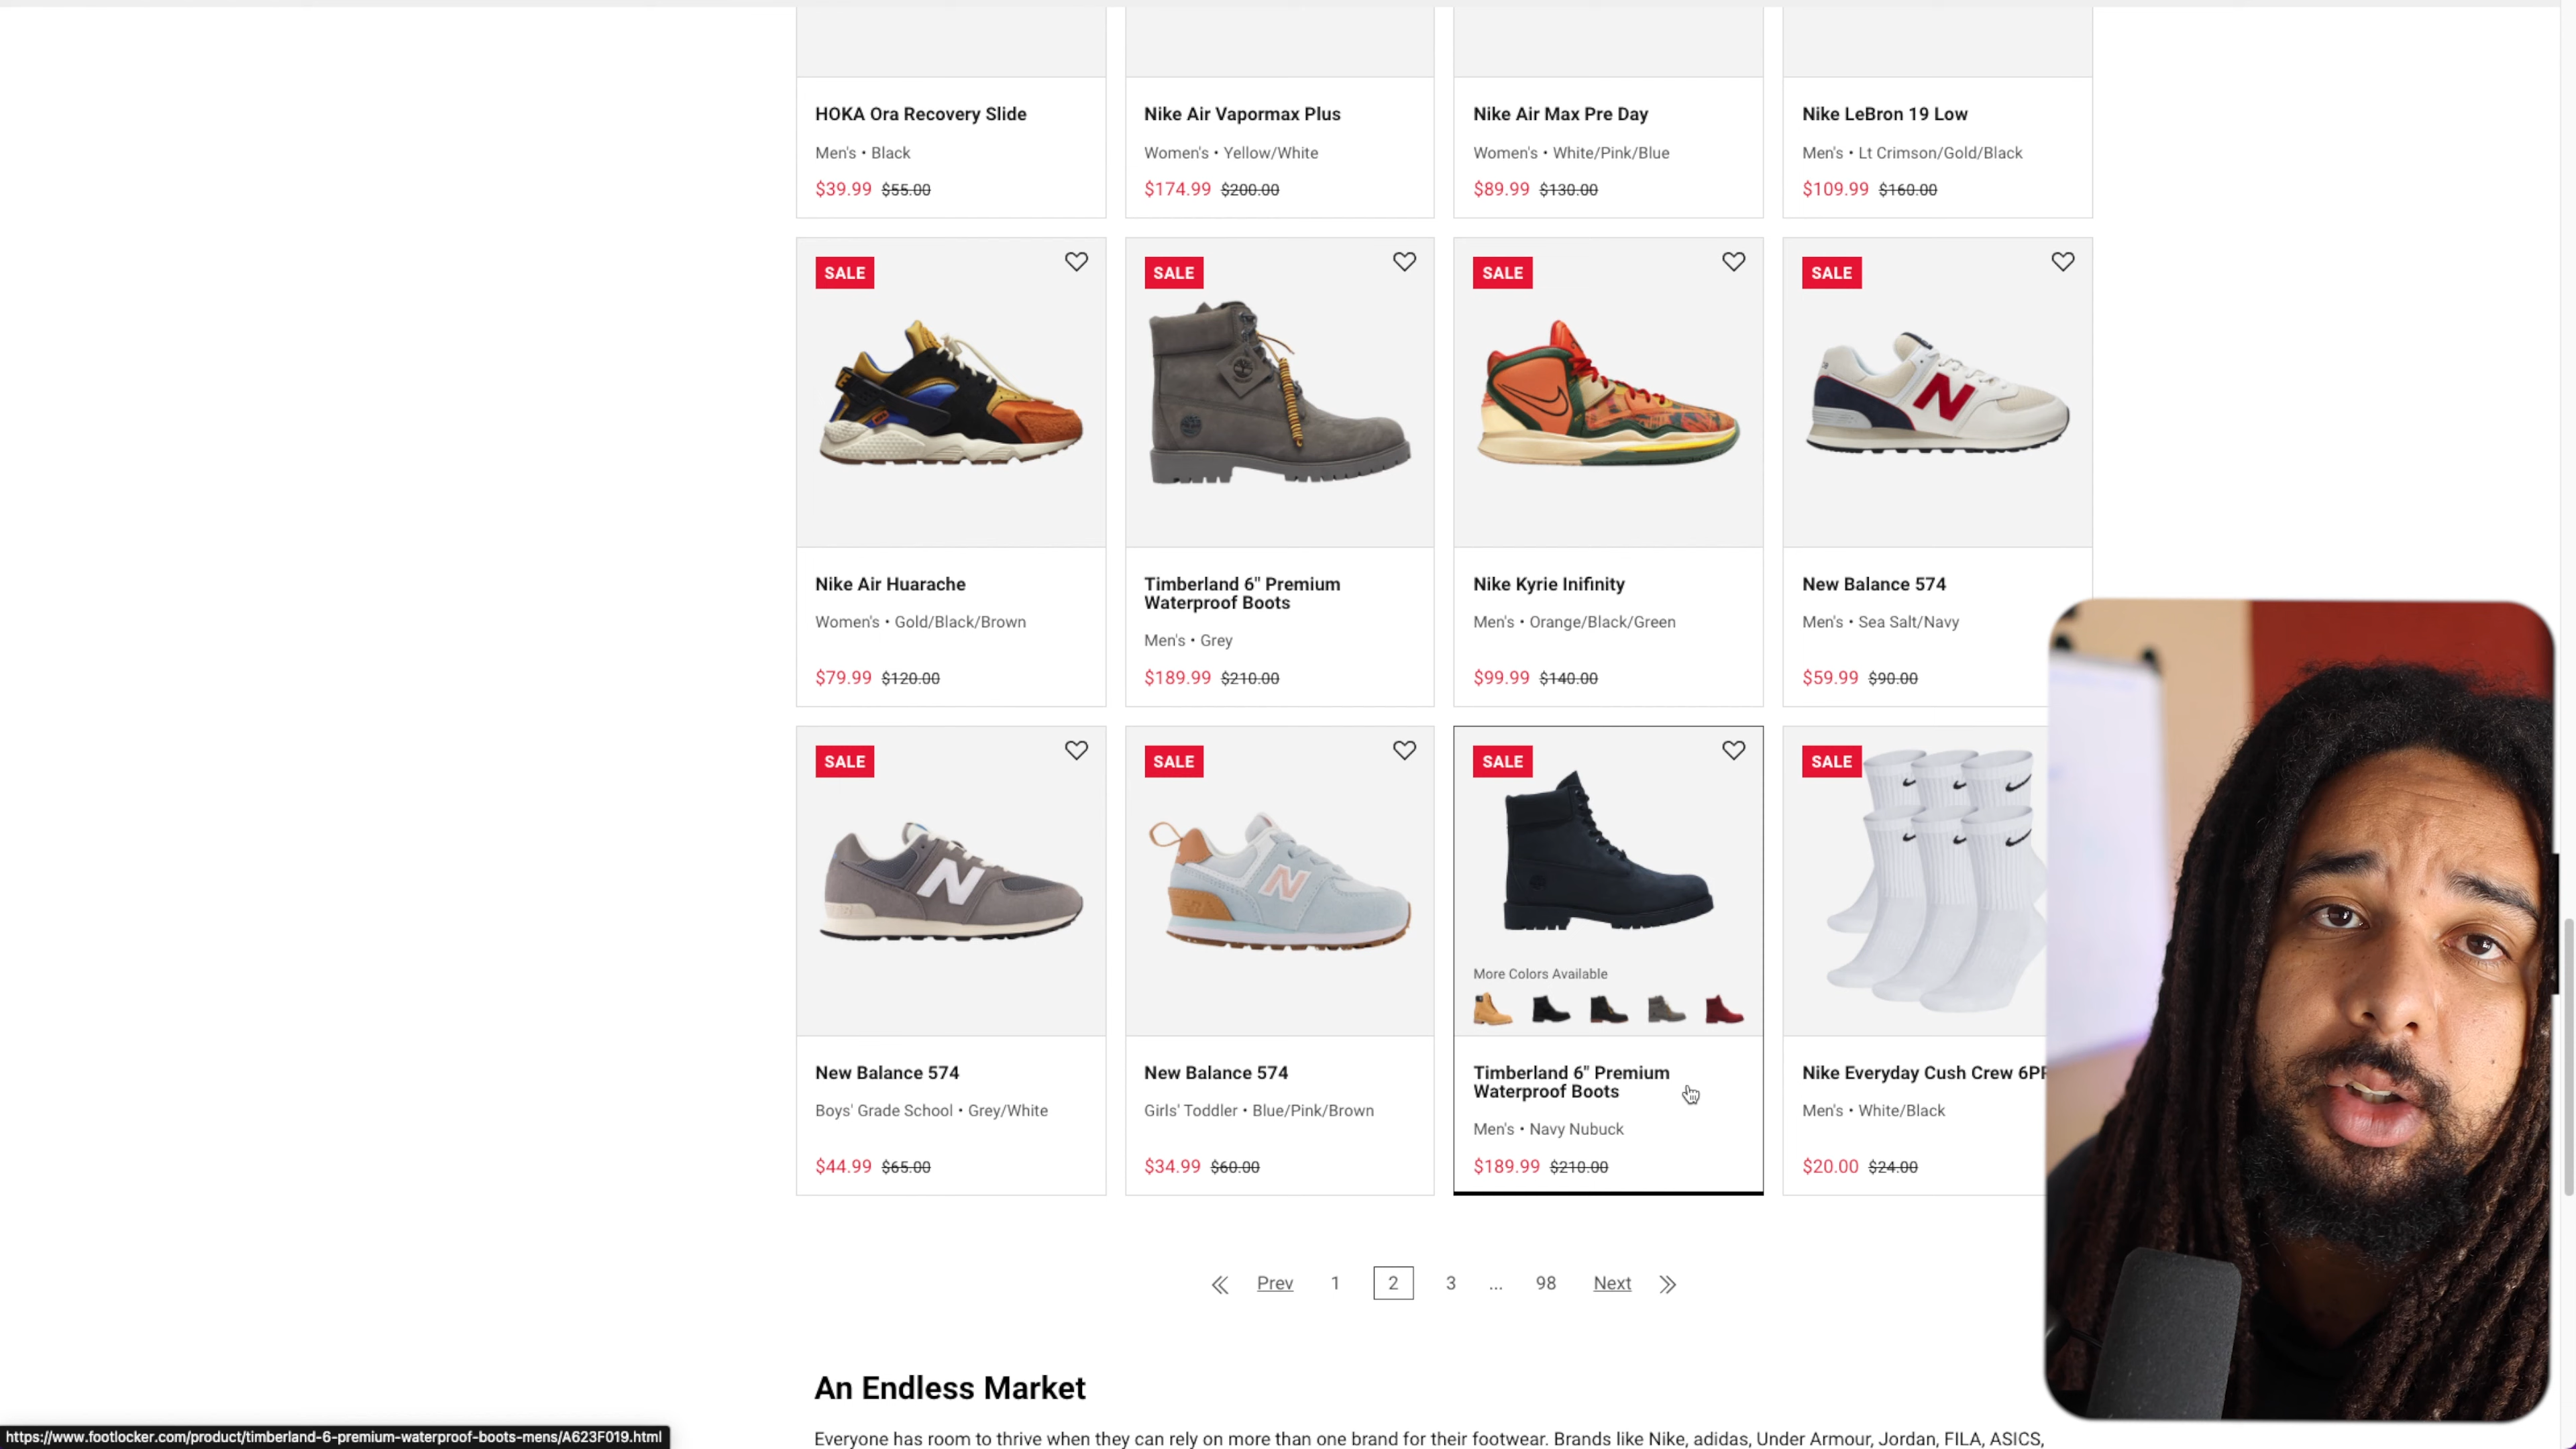 HOKA Ora Recovery Slide
Men's • Black
$39.99 $55.00
Nike Air Vapormax Plus
Women's • Yellow/White
$174.99 $200.00
Nike Air Max Pre Day
Women's • White/Pink/Blue
$89.99 $130.00
Nike LeBron 19 Low
Men's • Lt Crimson/Gold/Black
$109.99 $160.00
SALE
Nike Air Huarache
Women's • Gold/Black/Brown
$79.99 $120.00
SALE
Timberland 6" Premium
Waterproof Boots
Men's • Grey
$189.99 $210.00
SALE
Nike Kyrie Inifinity
Men's • Orange/Black/Green
$99.99 $140.00
SALE
N
New Balance 574
Men's • Sea Salt/Navy
$59.99 $90.00
SALE
N
New Balance 574
Boys' Grade School • Grey/White
$44.99 $65.00
SALE
N
New Balance 574
Girls' Toddler • Blue/Pink/Brown
$34.99 $60.00
SALE
More Colors Available
Timberland 6" Premium
Waterproof Boots
Men's • Navy Nubuck
$189.99 $210.00
SALE
Nike Everyday Cush Crew
Men's • White/Black
$20.00 $24.00
Prev 1 2 3 ... 98 Next
An Endless Market
Everyone has room to thrive when they can rely on more than one brand for their footwear. Brands like Nike, adidas, Under Armour, Jordan, FILA, ASICS,
https://www.footlocker.com/product/timberland-6-premium-waterproof-boots-mens/A623F019.html